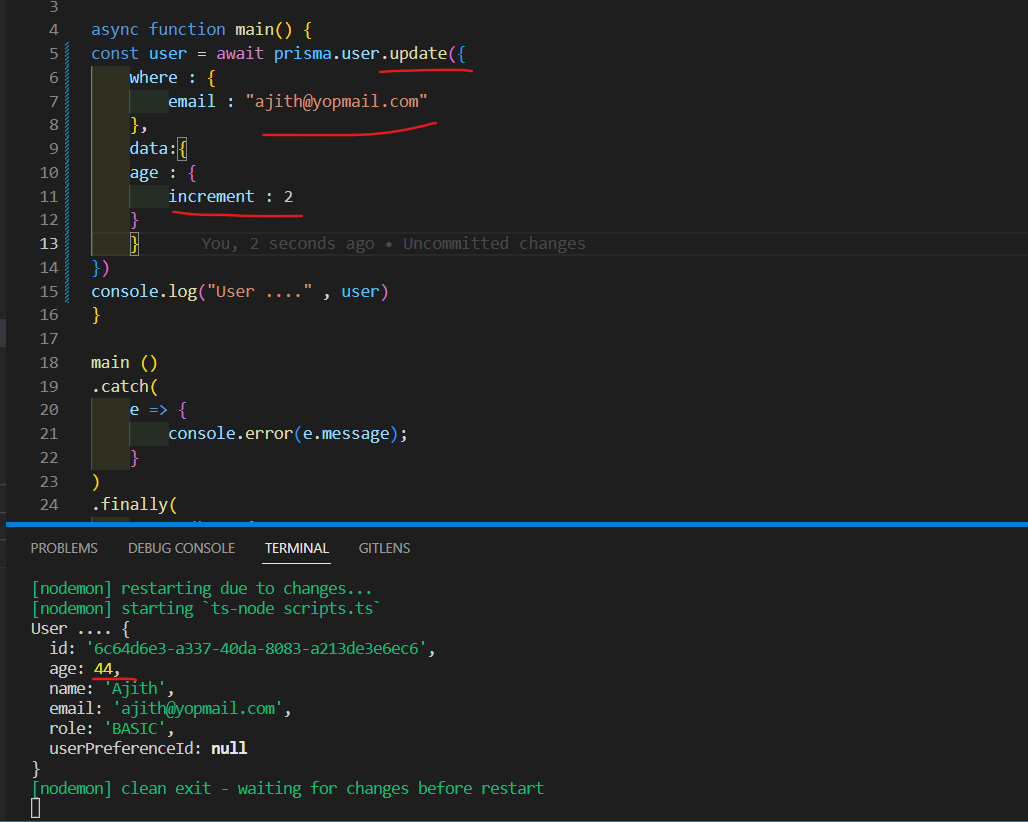 3
4 async function main() {
5 const user = await prisma.user.update({
6 where : {
7 email : "ajith@yopmail.com"
8 },
9 data:{
10 age : {
11 increment : 2
12 }
13 } You, 2 seconds ago • Uncommitted changes
14 })
15 console.log("User ...." , user)
16 }
17
18 main ()
19 .catch(
20 e => {
21 console.error(e.message);
22 }
23 )
24 .finally(
PROBLEMS DEBUG CONSOLE TERMINAL GITLENS
[nodemon] restarting due to changes...
[nodemon] starting `ts-node scripts.ts`
User .... {
id: '6c64d6e3-a337-40da-8083-a213de3e6ec6',
age: 44,
name: 'Ajith',
email: 'ajith@yopmail.com',
role: 'BASIC',
userPreferenceId: null
}
[nodemon] clean exit - waiting for changes before restart